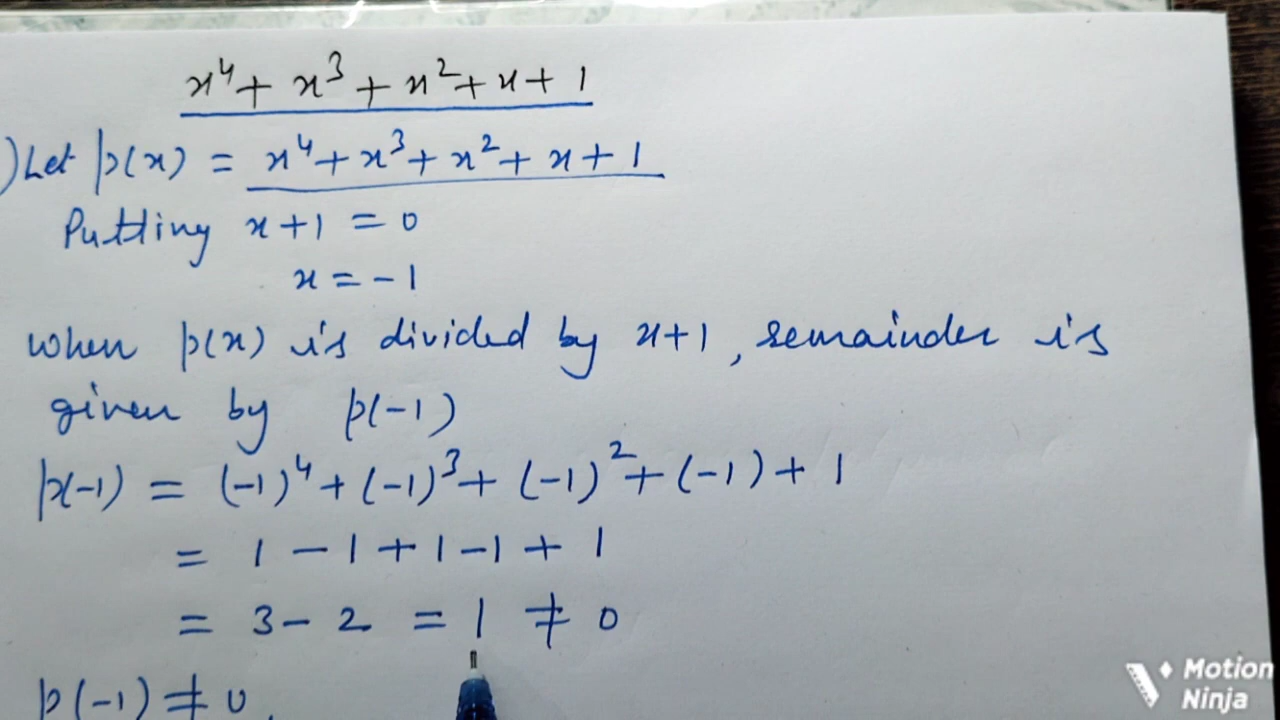 x⁴ + x³ + x² + x + 1
) Let p(x) = x⁴ + x³ + x² + x + 1
Putting x + 1 = 0
x = -1
when p(x) is divided by x+1, remainder is
given by p(-1)
p(-1) = (-1)⁴ + (-1)³ + (-1)² + (-1) + 1
= 1 - 1 + 1 - 1 + 1
= 3 - 2 = 1 ≠ 0
p(-1) ≠ 0.
Motion
Ninja